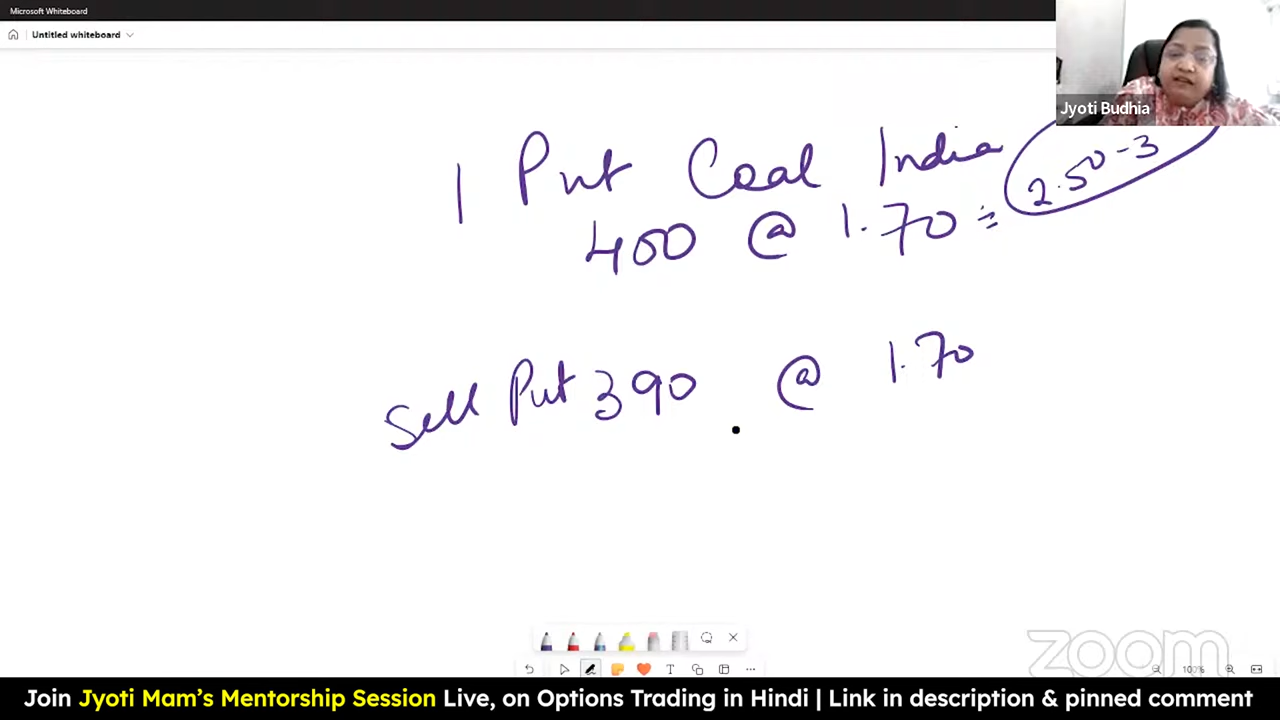 Microsoft Whiteboard
Untitled whiteboard
Jyoti Budhia
1 Put Coal India
2.50-3
400 @ 1.70 ÷
Sell Put 390 @ 1.70
zoom
100%
Join Jyoti Mam's Mentorship Session Live, on Options Trading in Hindi | Link in description & pinned comment